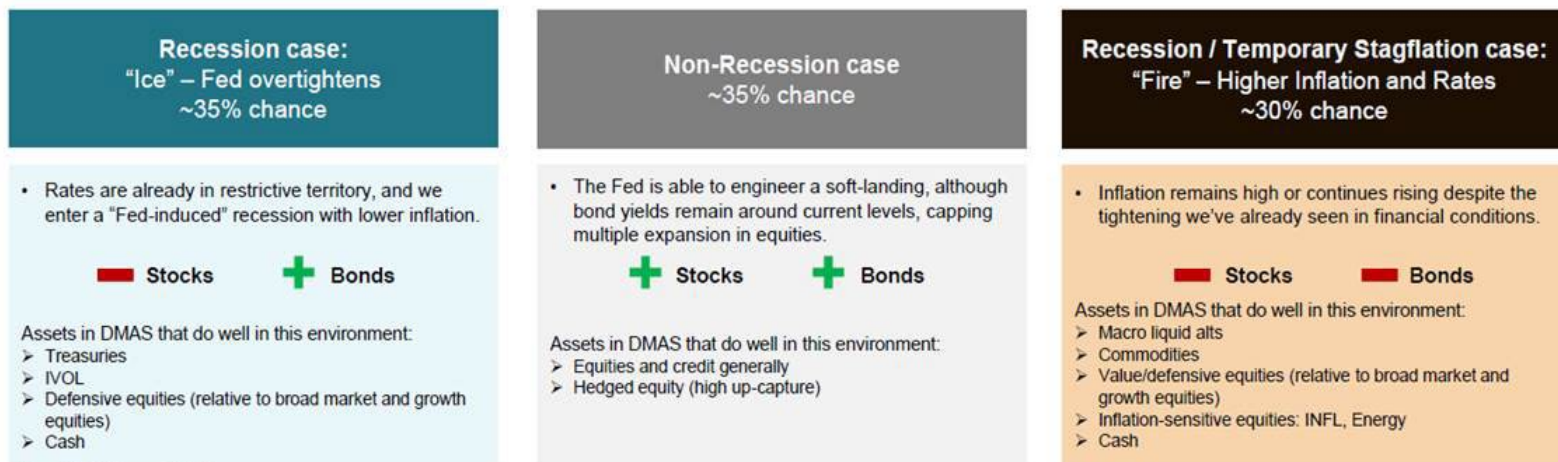 Recession case:
“Ice” – Fed overtightens
~35% chance
• Rates are already in restrictive territory, and we
enter a “Fed-induced” recession with lower inflation.
Stocks Bonds
Assets in DMAS that do well in this environment:
➢ Treasuries
➢ IVOL
➢ Defensive equities (relative to broad market and growth
equities)
➢ Cash
Non-Recession case
~35% chance
• The Fed is able to engineer a soft-landing, although
bond yields remain around current levels, capping
multiple expansion in equities.
Stocks Bonds
Assets in DMAS that do well in this environment:
➢ Equities and credit generally
➢ Hedged equity (high up-capture)
Recession / Temporary Stagflation case:
“Fire” – Higher Inflation and Rates
~30% chance
• Inflation remains high or continues rising despite the
tightening we’ve already seen in financial conditions.
Stocks Bonds
Assets in DMAS that do well in this environment:
➢ Macro liquid alts
➢ Commodities
➢ Value/defensive equities (relative to broad market and
growth equities)
➢ Inflation-sensitive equities: INFL, Energy
➢ Cash